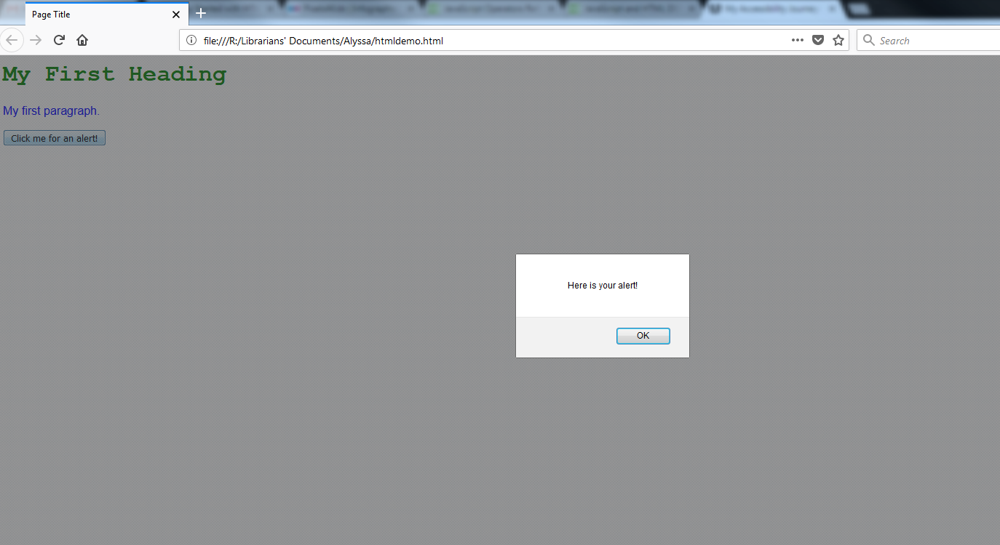 Page Title
file:///R:/Librarians' Documents/Alyssa/htmldemo.html
Search
My First Heading
My first paragraph.
Click me for an alert!
Here is your alert!
OK